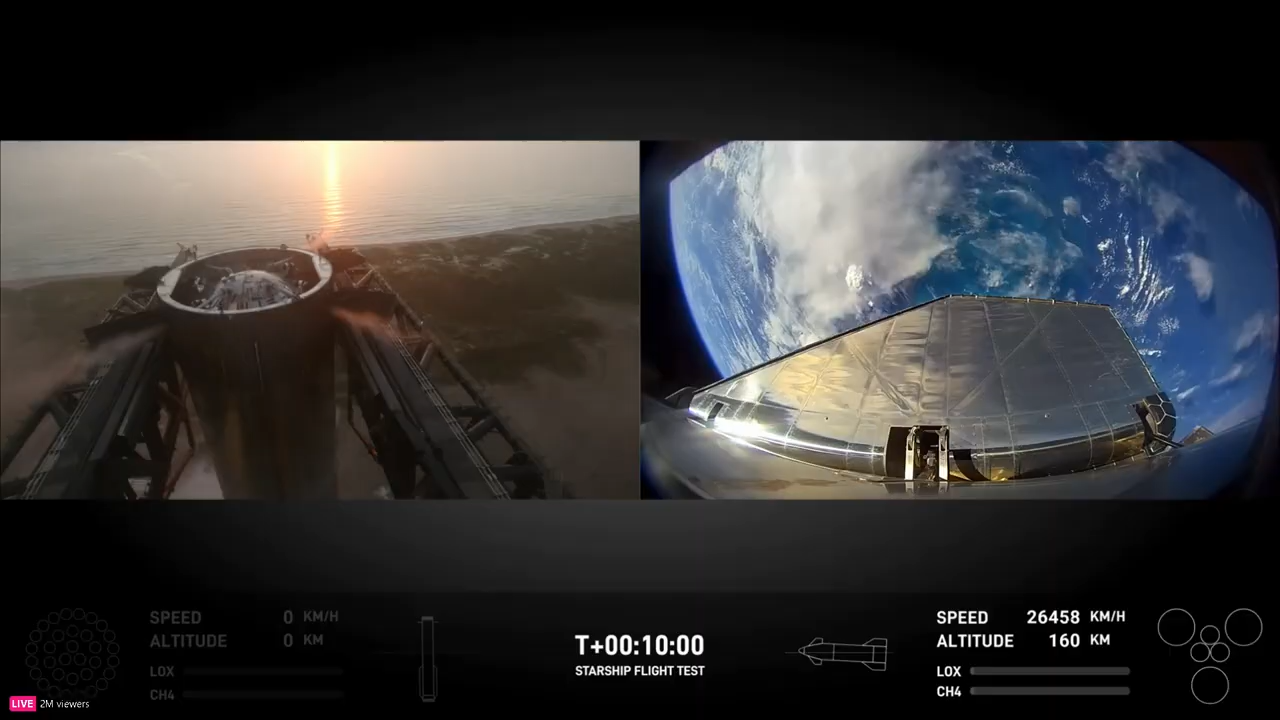 SPEED 0 KM/H
ALTITUDE 0 KM
LOX
CH4
T+00:10:00
STARSHIP FLIGHT TEST
SPEED 26458 KM/H
ALTITUDE 160 KM
LOX
CH4
LIVE 2M viewers